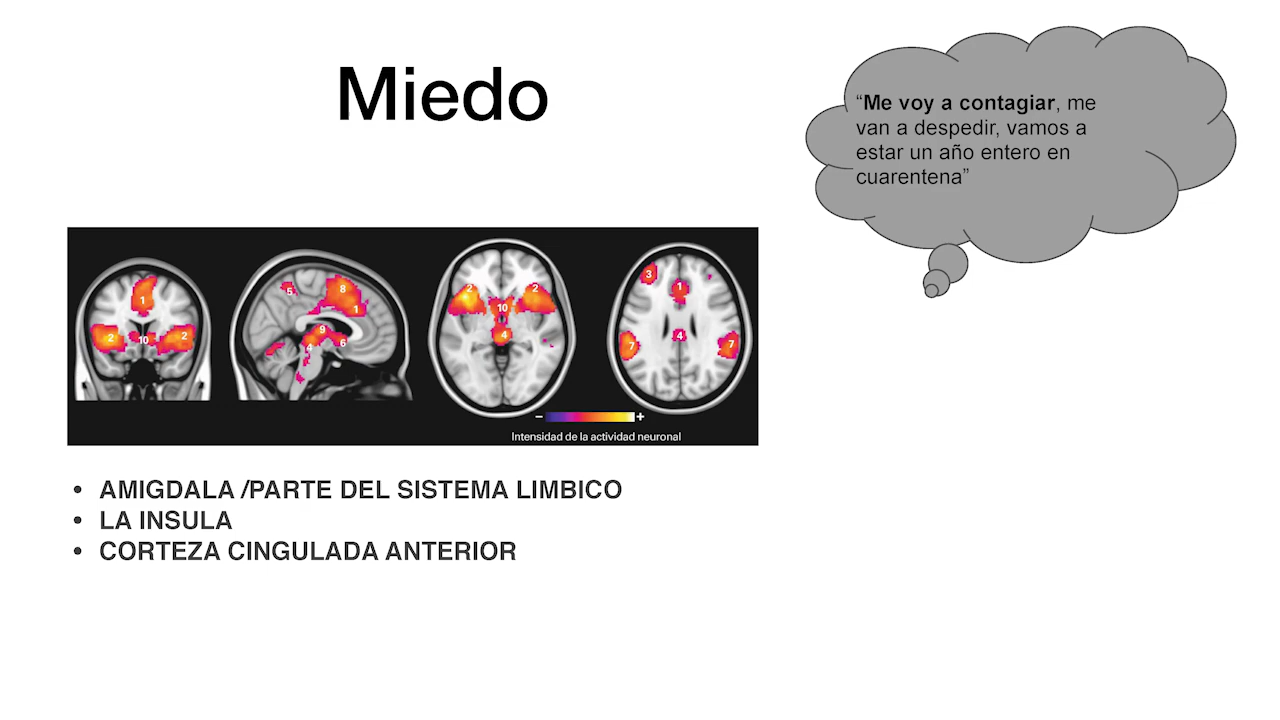 Miedo
“Me voy a contagiar, me
van a despedir, vamos a
estar un año entero en
cuarentena”
1
2
10
2
5
8
1
9
4
6
2
2
10
4
3
1
4
7
7
− +
Intensidad de la actividad neuronal
• AMIGDALA /PARTE DEL SISTEMA LIMBICO
• LA INSULA
• CORTEZA CINGULADA ANTERIOR